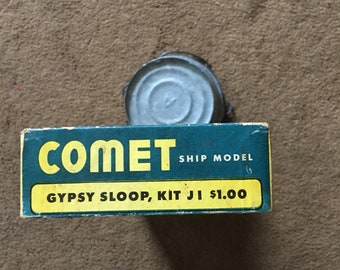 COMET SHIP MODEL
GYPSY SLOOP, KIT J1 $1.00